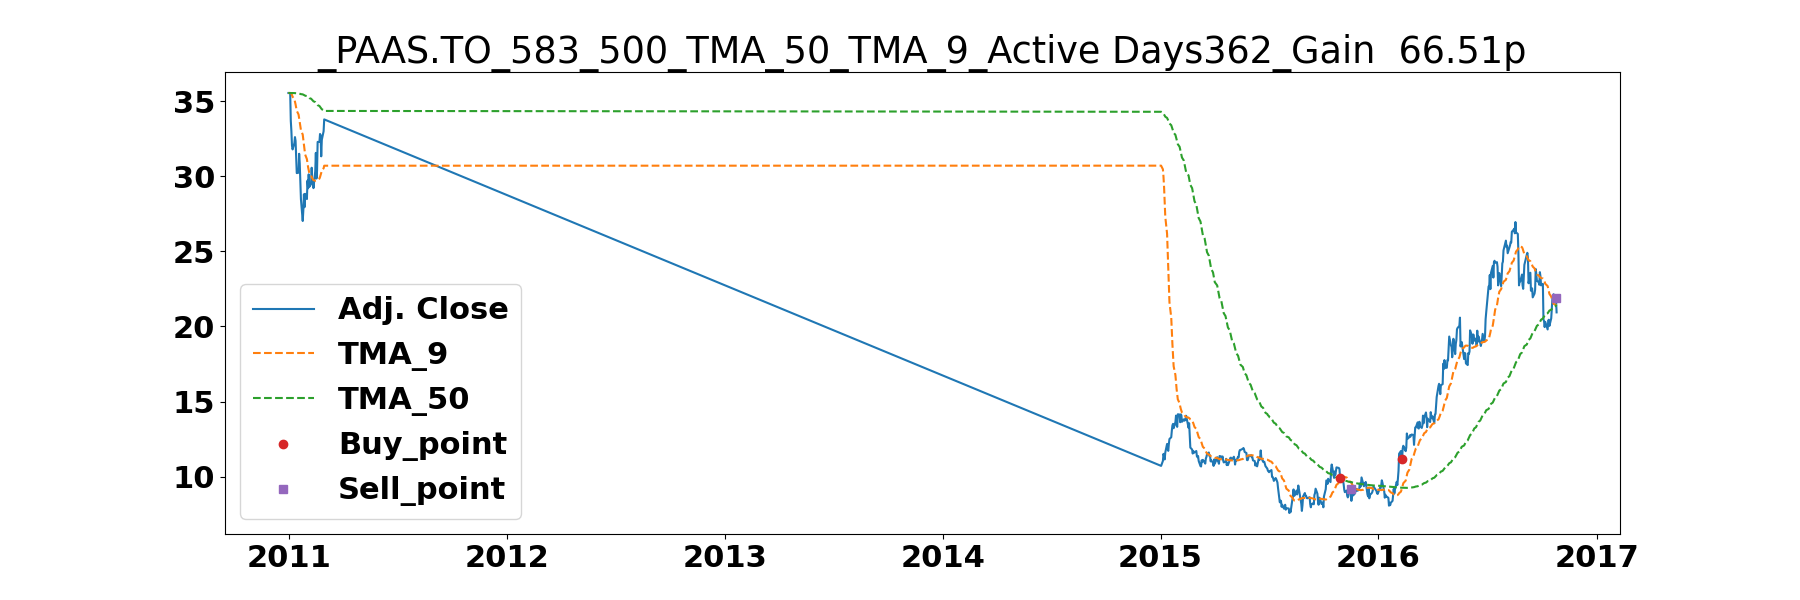 _PAAS.TO_583_500_TMA_50_TMA_9_Active Days362_Gain  66.51p
35
30
25
20
15
10
Adj. Close
TMA_9
TMA_50
Buy_point
Sell_point
2011 2012 2013 2014 2015 2016 2017